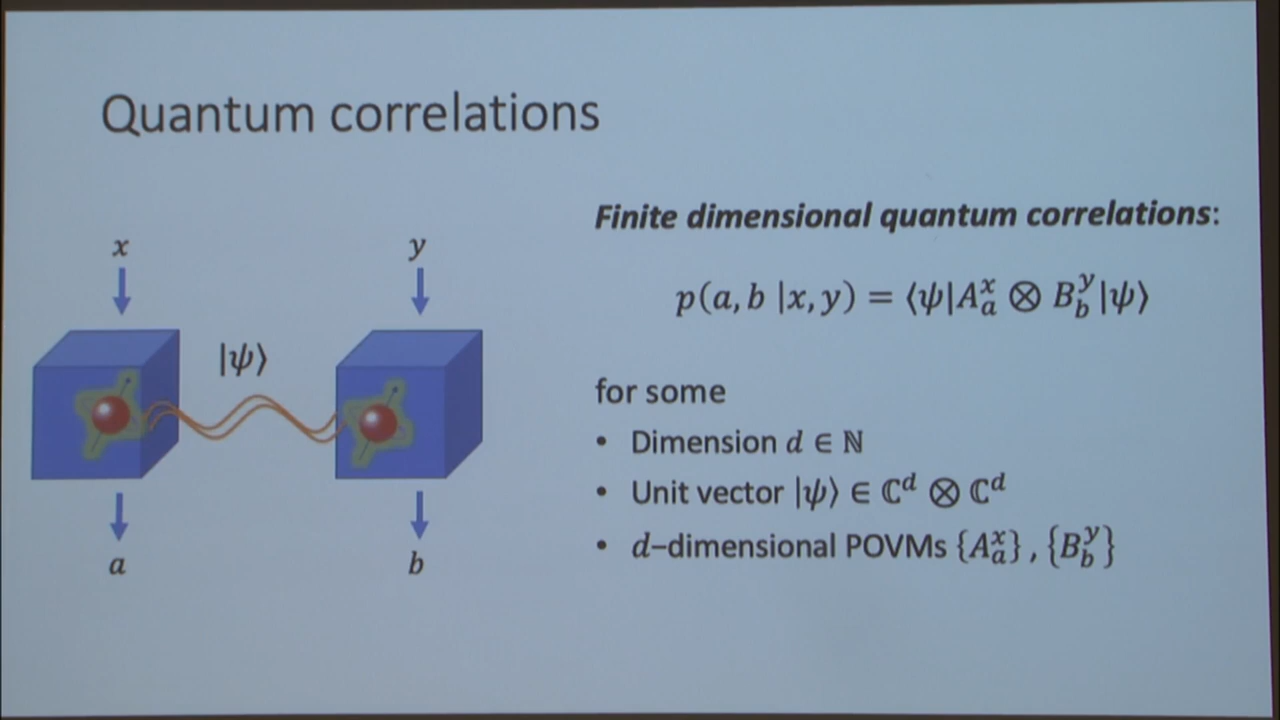 Quantum correlations
x
y
|ψ⟩
a
b
Finite dimensional quantum correlations:
p(a, b |x, y) = ⟨ψ|A^x_a ⊗ B^y_b|ψ⟩
for some
• Dimension d ∈ ℕ
• Unit vector |ψ⟩ ∈ ℂ^d ⊗ ℂ^d
• d–dimensional POVMs {A^x_a} , {B^y_b}